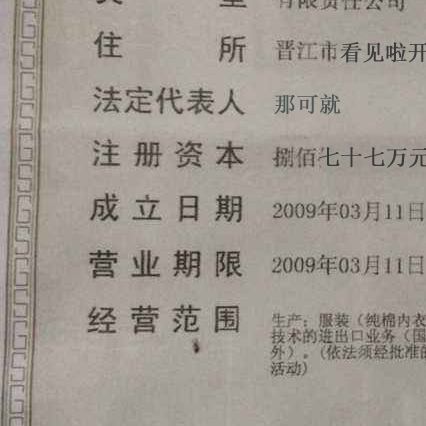 类 型 有限责任公司
住 所 晋江市看见啦开
法定代表人 那可就
注册资本 捌佰七十七万元
成立日期 2009年03月11日
营业期限 2009年03月11日
经营范围 生产：服装（纯棉内衣
技术的进出口业务（国
外）。(依法须经批准的
活动)